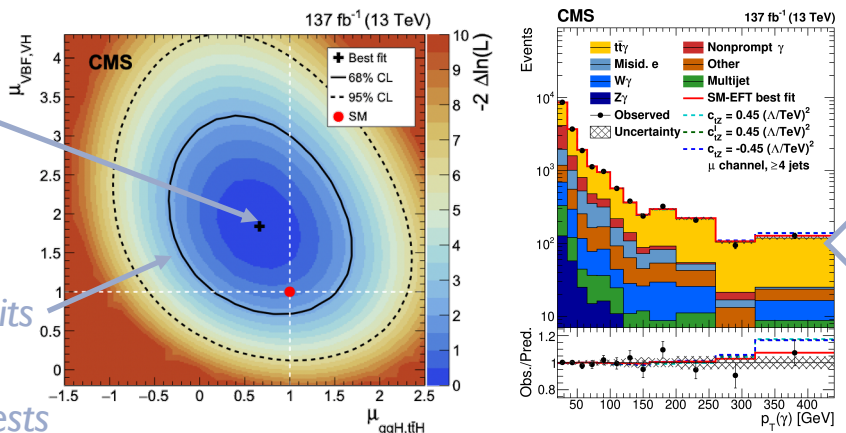 137 fb⁻¹ (13 TeV)
CMS
Best fit
68% CL
95% CL
SM
μ_VBF,VH
4
3.5
3
2.5
2
1.5
1
0.5
0
-1.5 -1 -0.5 0 0.5 1 1.5 2 2.5
μ_ggH,tt̄H
10
9
8
7
6
5
4
3
2
1
0
-2 Δln(L)
its
ests
CMS 137 fb⁻¹ (13 TeV)
Events
tt̄γ
Misid. e
Wγ
Zγ
Observed
Uncertainty
Nonprompt γ
Other
Multijet
SM-EFT best fit
c_tZ = 0.45 (Λ/TeV)²
c^I_tZ = 0.45 (Λ/TeV)²
c_tZ = -0.45 (Λ/TeV)²
μ channel, ≥4 jets
10⁴
10³
10²
10
Obs./Pred.
1.2
1
0.8
50 100 150 200 250 300 350 400
p_T(γ) [GeV]